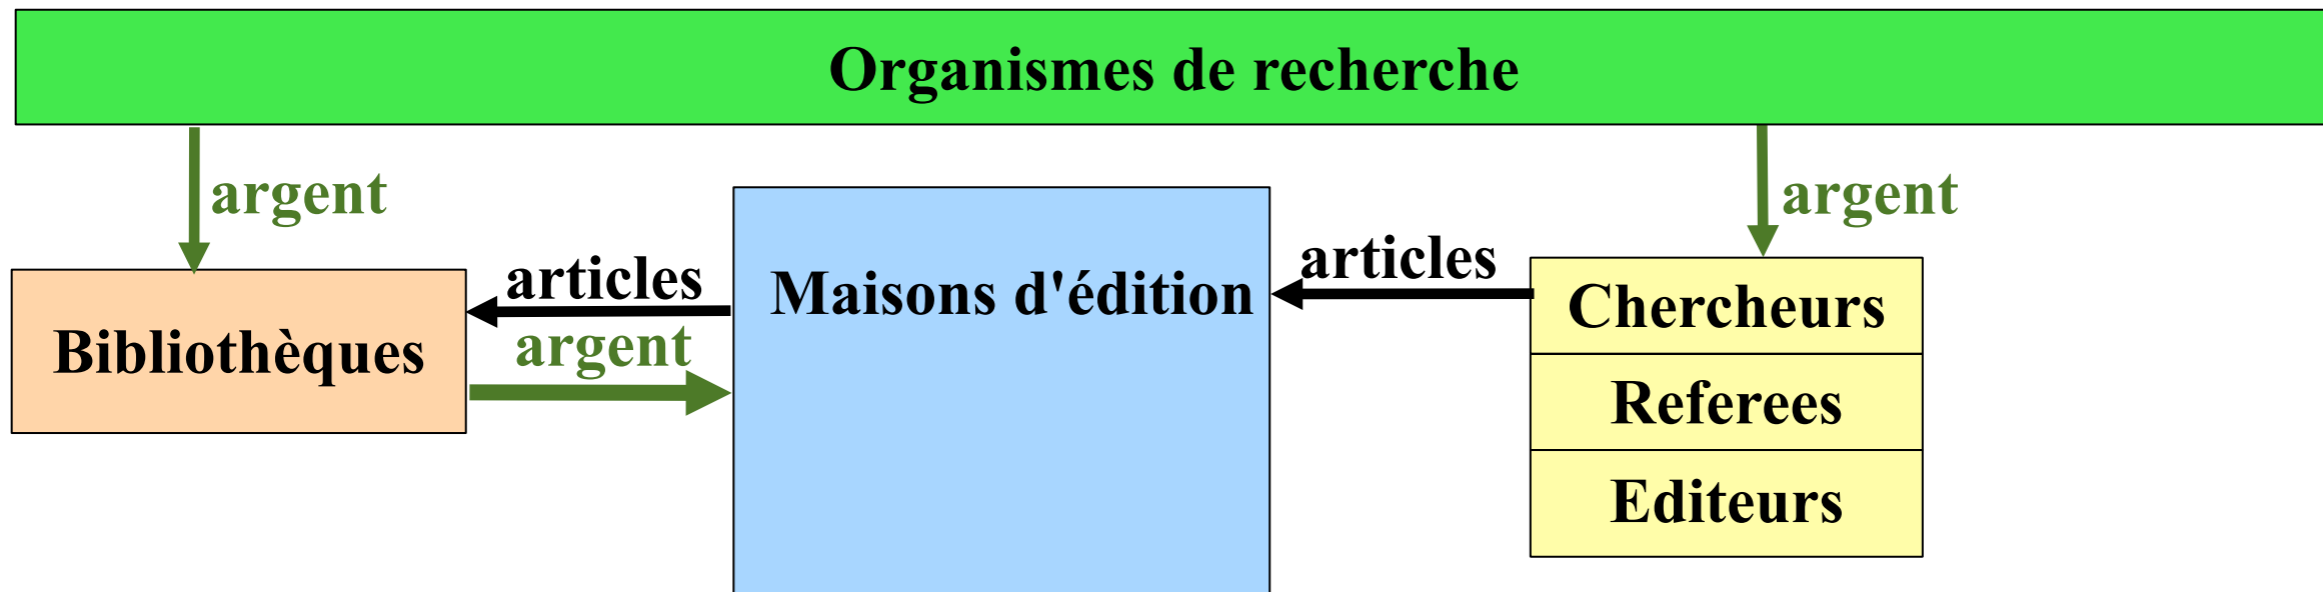 Organismes de recherche
argent
argent
articles
articles
Maisons d'édition
Chercheurs
Bibliothèques
argent
Referees
Editeurs